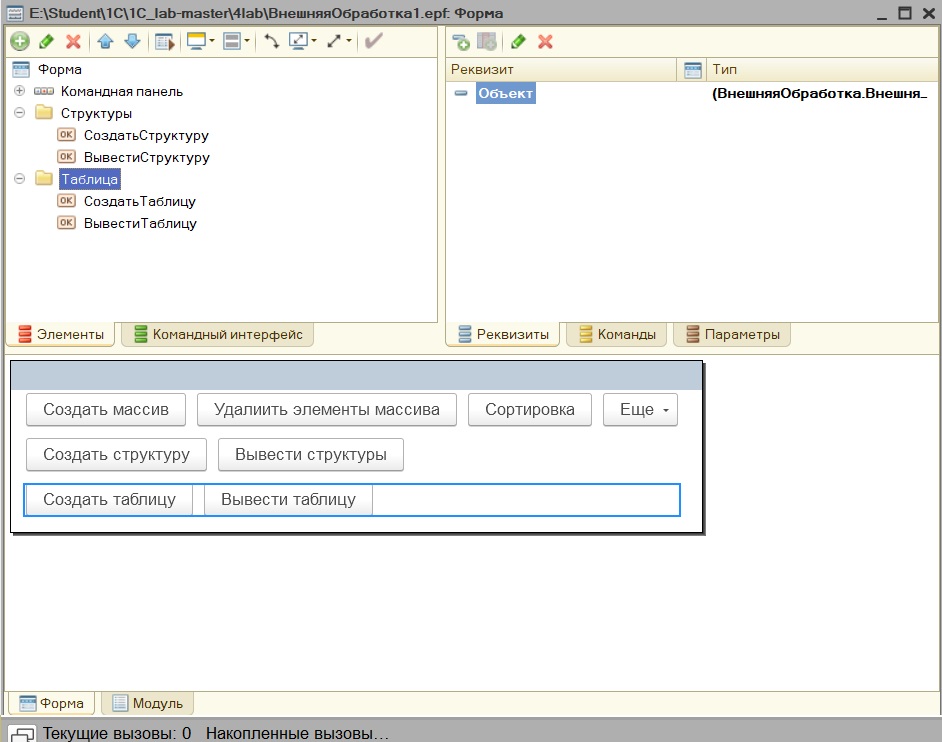 E:\Student\1C\1C_lab-master\4lab\ВнешняяОбработка1.epf: Форма
Форма
Командная панель
Структуры
СоздатьСтруктуру
ВывестиСтруктуру
Таблица
СоздатьТаблицу
ВывестиТаблицу
Элементы Командный интерфейс
Реквизит Тип
Объект (ВнешняяОбработка.Внешня...
Реквизиты Команды Параметры
Создать массив Удалиить элементы массива Сортировка Еще
Создать структуру Вывести структуры
Создать таблицу Вывести таблицу
Форма Модуль
Текущие вызовы: 0 Накопленные вызовы...